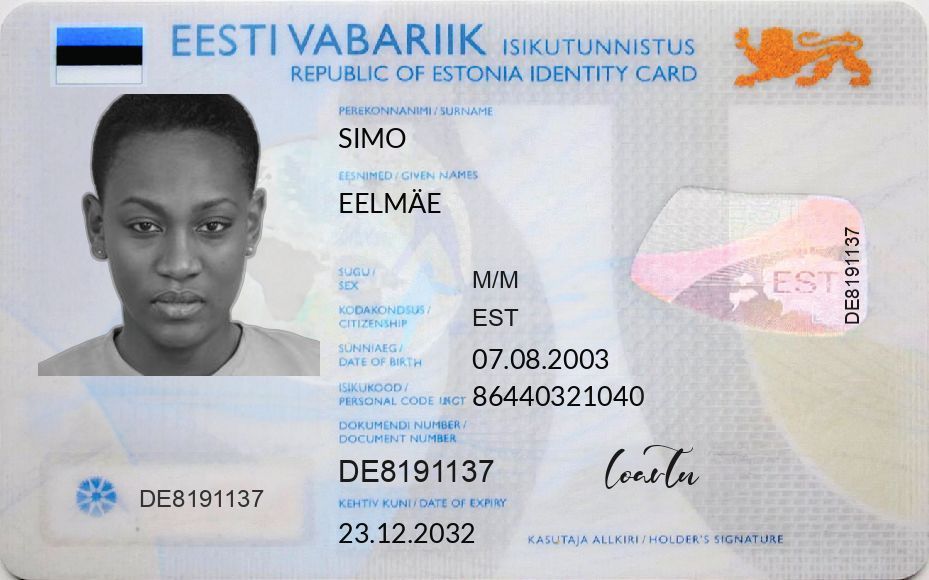 EESTI VABARIIK ISIKUTUNNISTUS
REPUBLIC OF ESTONIA IDENTITY CARD
PEREKONNANIMI / SURNAME
SIMO
EESNIMED / GIVEN NAMES
EELMÄE
SUGU /
SEX
M/M
KODAKONDSUS /
CITIZENSHIP
EST
SÜNNIAEG /
DATE OF BIRTH
07.08.2003
ISIKUKOOD /
PERSONAL CODE
86440321040
DOKUMENDI NUMBER /
DOCUMENT NUMBER
DE8191137
KEHTIV KUNI / DATE OF EXPIRY
23.12.2032
DE8191137
EST
DE8191137
KASUTAJA ALLKIRI / HOLDER'S SIGNATURE